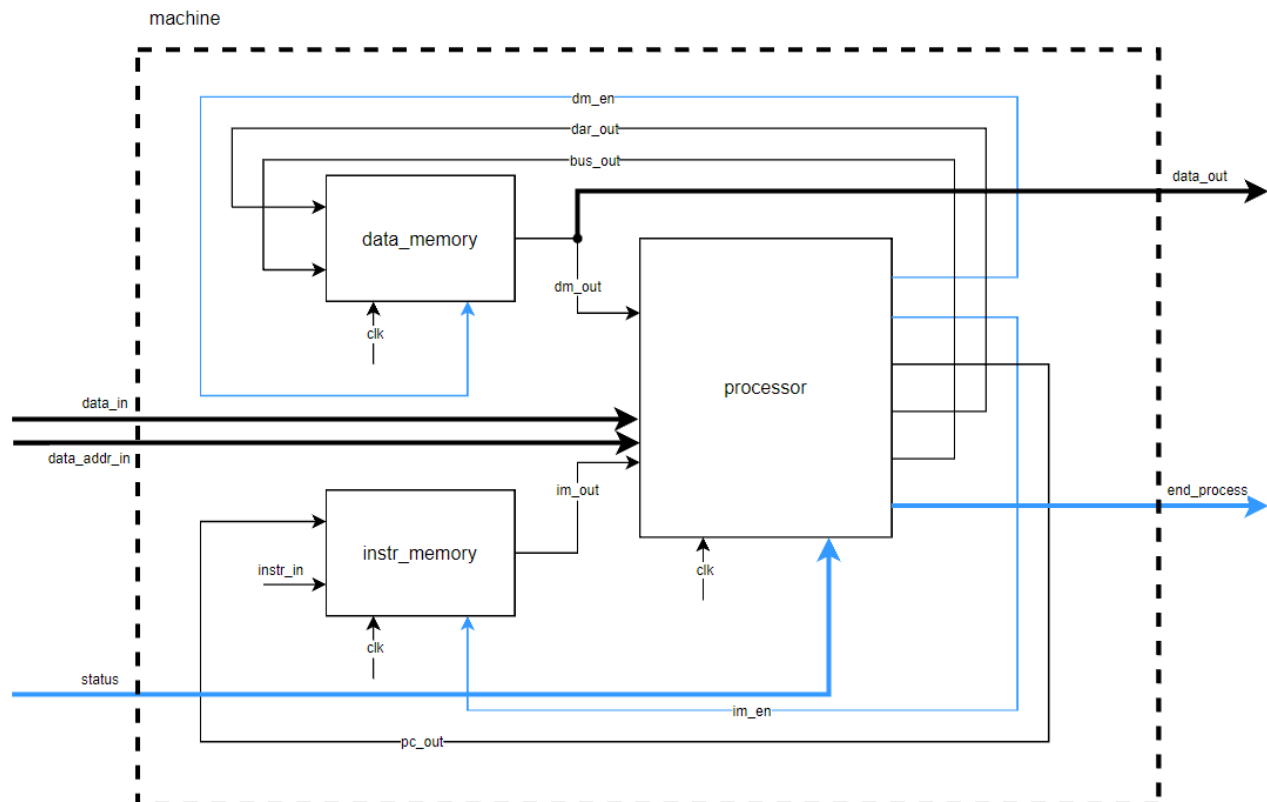 machine
dm_en
dar_out
bus_out
data_out
data_memory
dm_out
clk
processor
data_in
data_addr_in
im_out
end_process
instr_memory
instr_in
clk
clk
status
im_en
pc_out